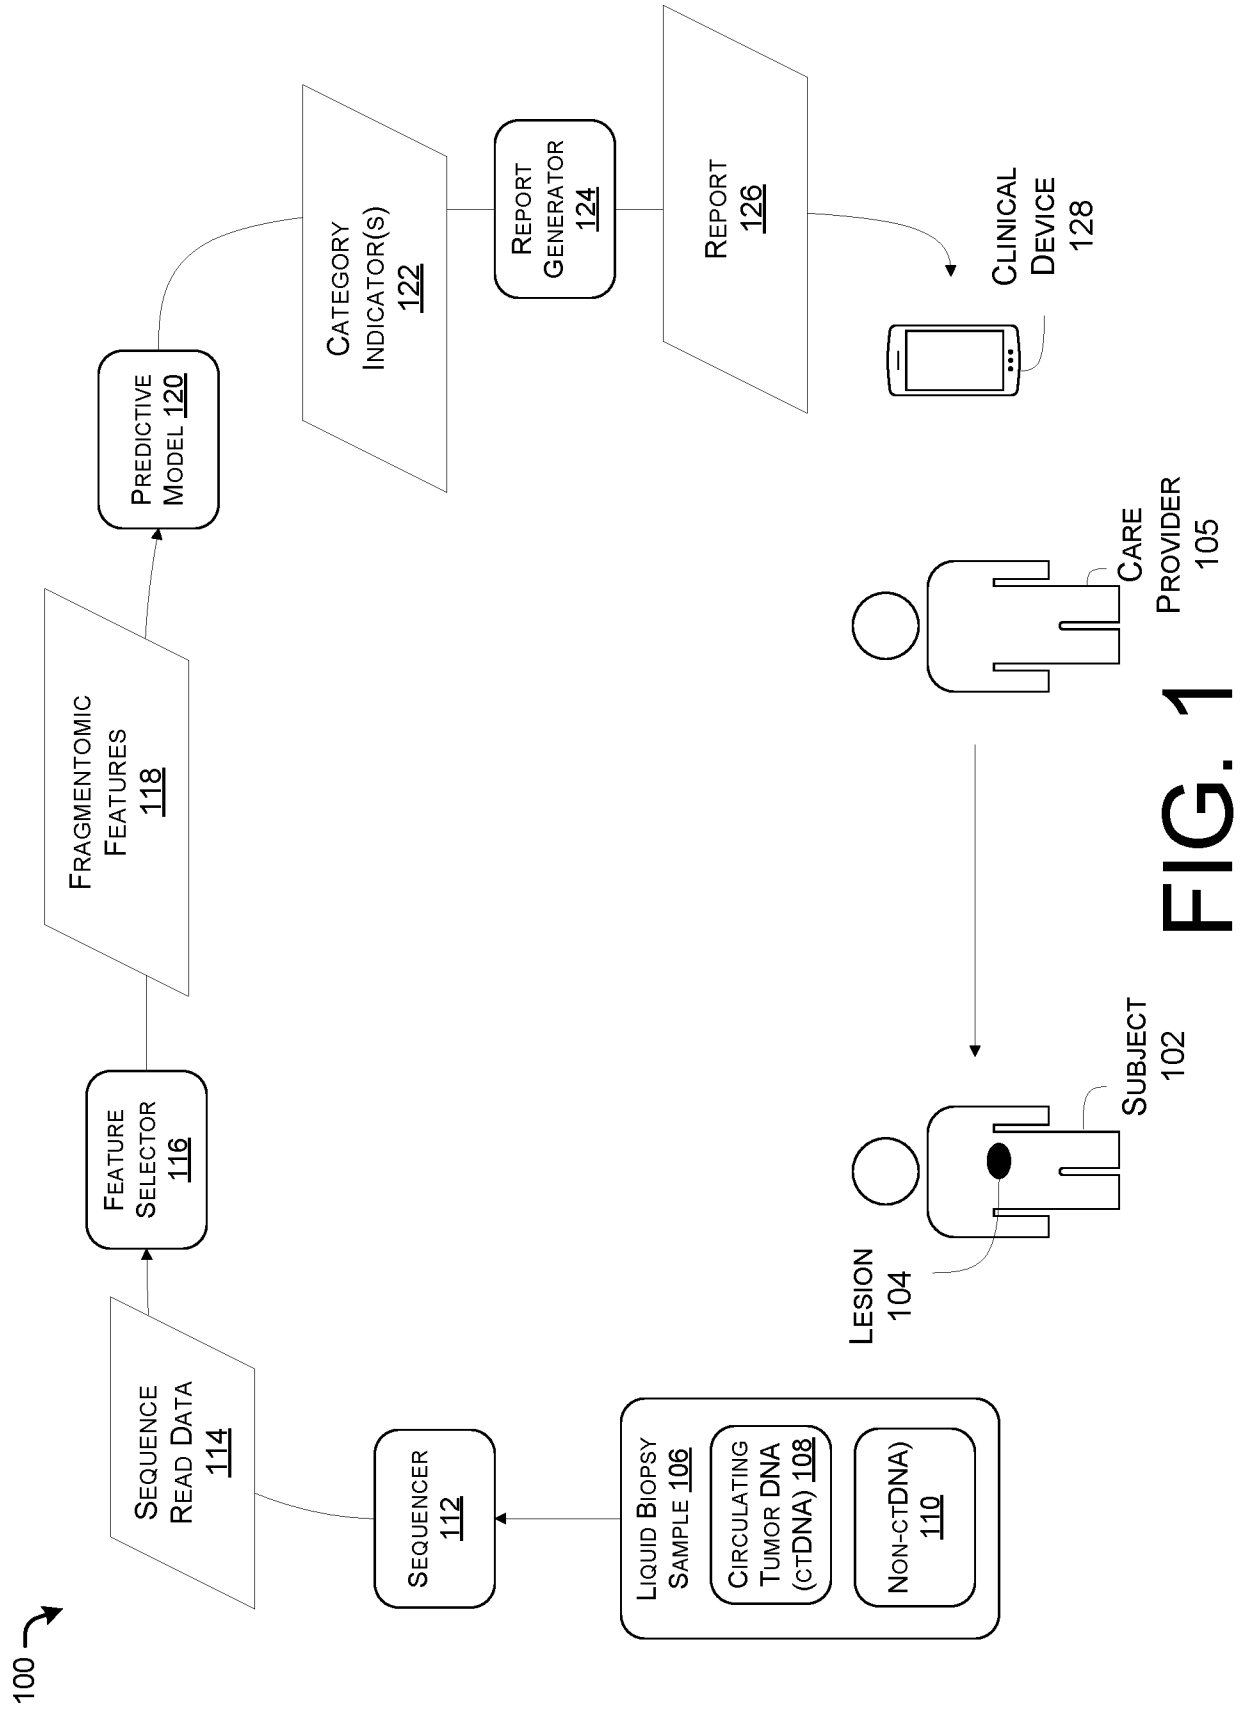 100
SEQUENCE
READ DATA
114
FEATURE
SELECTOR
116
FRAGMENTOMIC
FEATURES
118
PREDICTIVE
MODEL 120
SEQUENCER
112
CATEGORY
INDICATOR(S)
122
LIQUID BIOPSY
SAMPLE 106
CIRCULATING
TUMOR DNA
(CTDNA) 108
NON-CTDNA)
110
REPORT
GENERATOR
124
REPORT
126
LESION
104
SUBJECT
102
CARE
PROVIDER
105
CLINICAL
DEVICE
128
FIG. 1